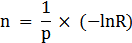 n = 1/p × (−lnR)